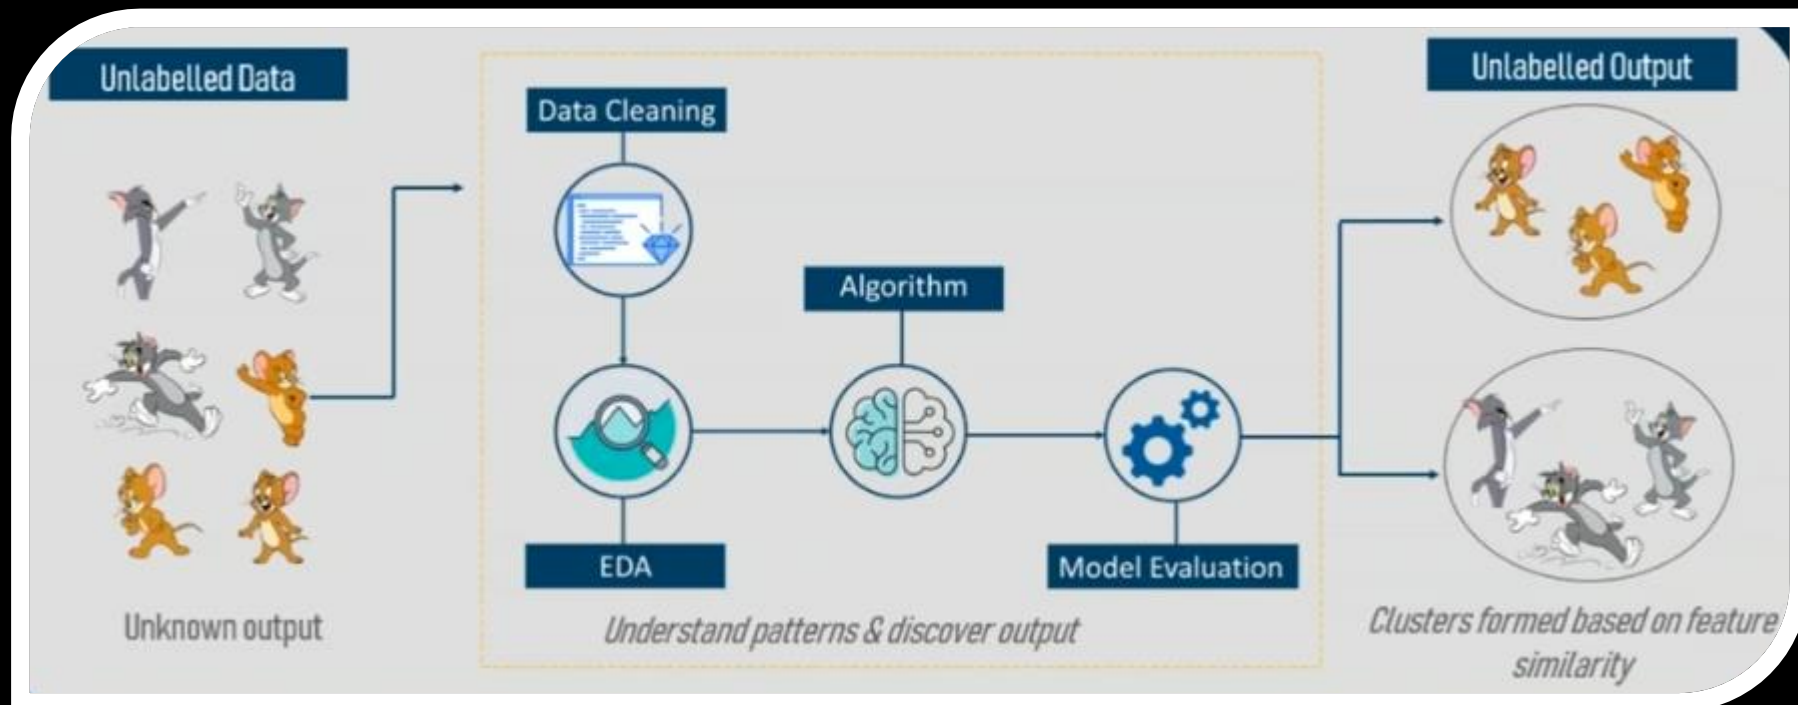 Unlabelled Data
Unknown output
Data Cleaning
EDA
Algorithm
Model Evaluation
Understand patterns & discover output
Unlabelled Output
Clusters formed based on feature
similarity